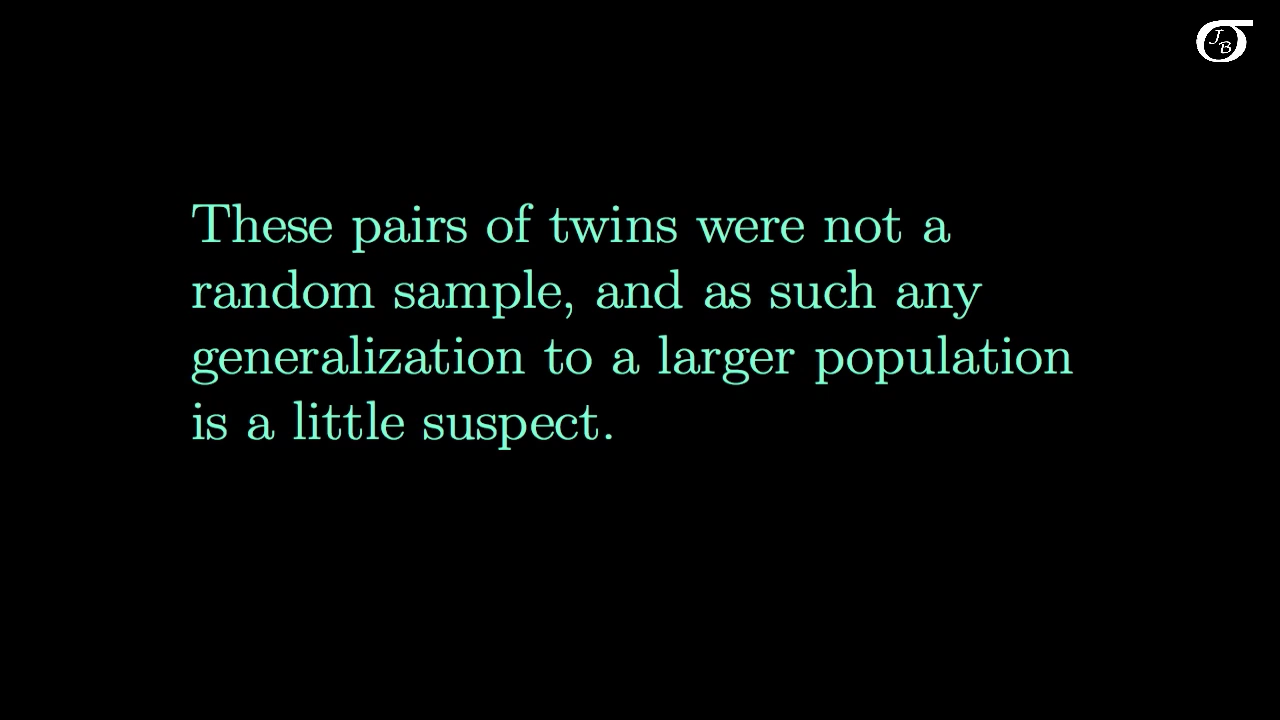 J
B
These pairs of twins were not a
random sample, and as such any
generalization to a larger population
is a little suspect.